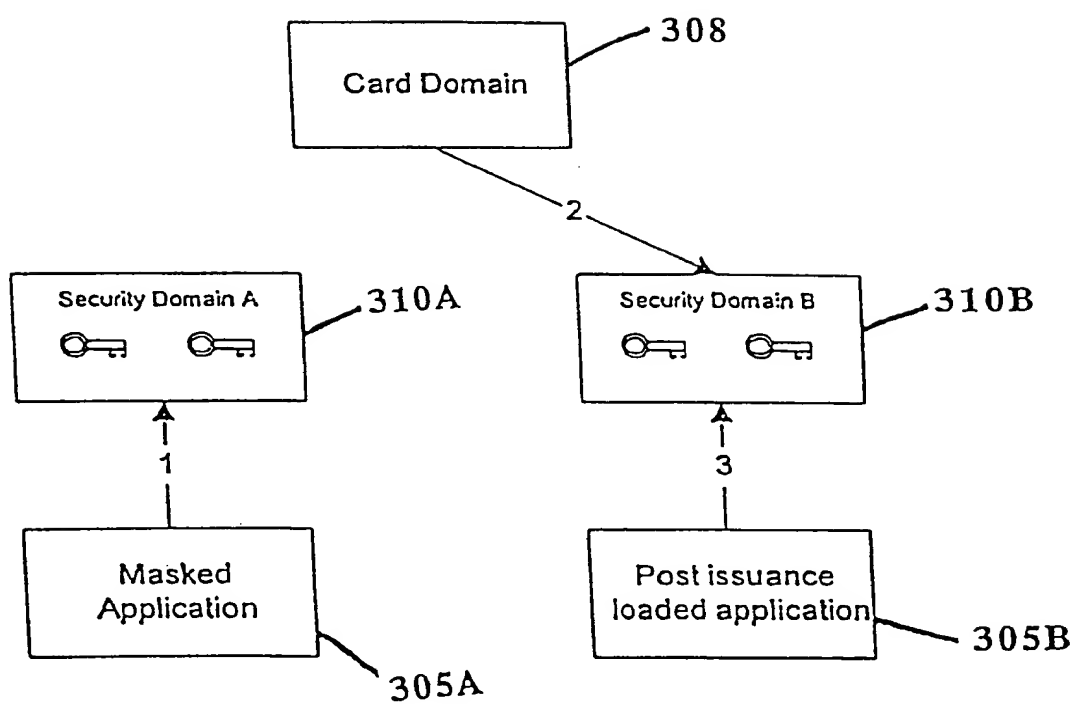 308
Card Domain
2
Security Domain A
310A
Security Domain B
310B
1
3
Masked
Application
305A
Post issuance
loaded application
305B